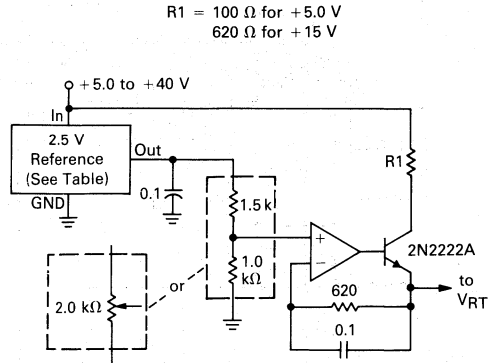 R1 = 100 Ω for +5.0 V
620 Ω for +15 V
+5.0 to +40 V
In
2.5 V
Reference
(See Table)
Out
GND
0.1
1.5 k
1.0
kΩ
2.0 kΩ
or
R1
+
−
2N2222A
620
0.1
to
VRT